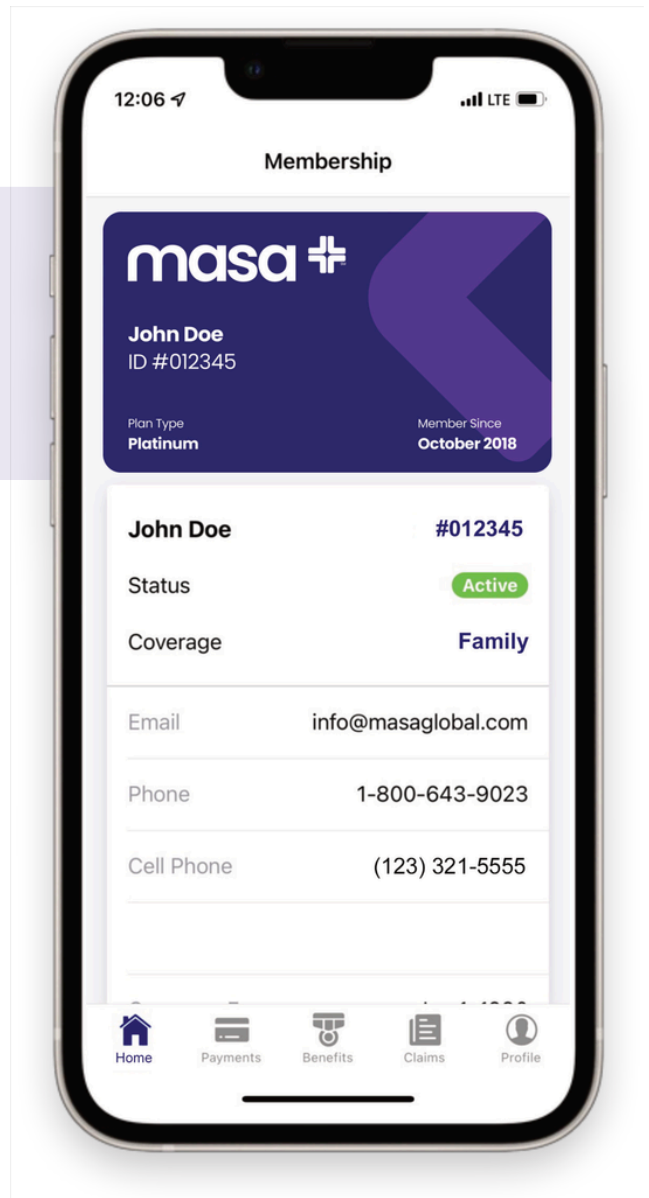 12:06
LTE
Membership
masa
John Doe
ID #012345
Plan Type
Member Since
Platinum
October 2018
John Doe
#012345
Status
Active
Coverage
Family
Email
info@masaglobal.com
Phone
1-800-643-9023
Cell Phone
(123) 321-5555
Home
Payments
Benefits
Claims
Profile